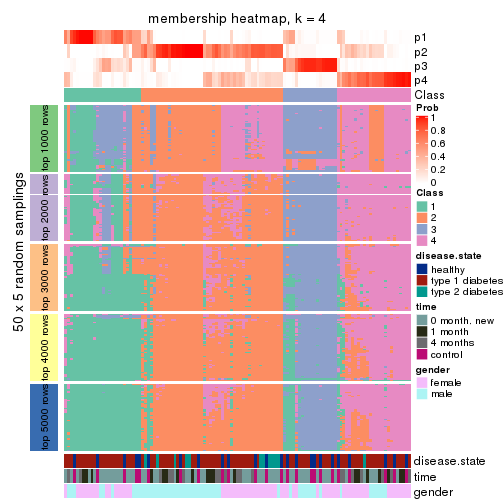 membership heatmap, k = 4
p1
p2
p3
p4
Class
50 x 5 random samplings
top 1000 rows
top 2000 rows
top 3000 rows
top 4000 rows
top 5000 rows
Prob
1
0.8
0.6
0.4
0.2
0
Class
1
2
3
4
disease.state
healthy
type 1 diabetes
type 2 diabetes
time
0 month. new
1 month
4 months
control
gender
female
male
disease.state
time
gender